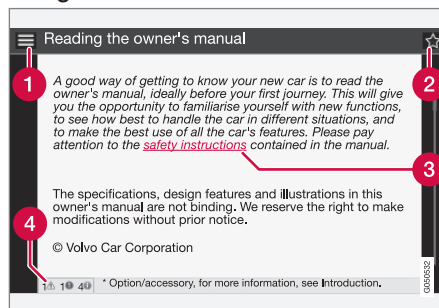 Reading the owner's manual
1
2
A good way of getting to know your new car is to read the
owner's manual, ideally before your first journey. This will give
you the opportunity to familiarise yourself with new functions,
to see how best to handle the car in different situations, and
to make the best use of all the car's features. Please pay
attention to the safety instructions contained in the manual.
3
The specifications, design features and illustrations in this
owner's manual are not binding. We reserve the right to make
modifications without prior notice.
4
© Volvo Car Corporation
1 1 4 * Option/accessory, for more information, see Introduction.
G050532